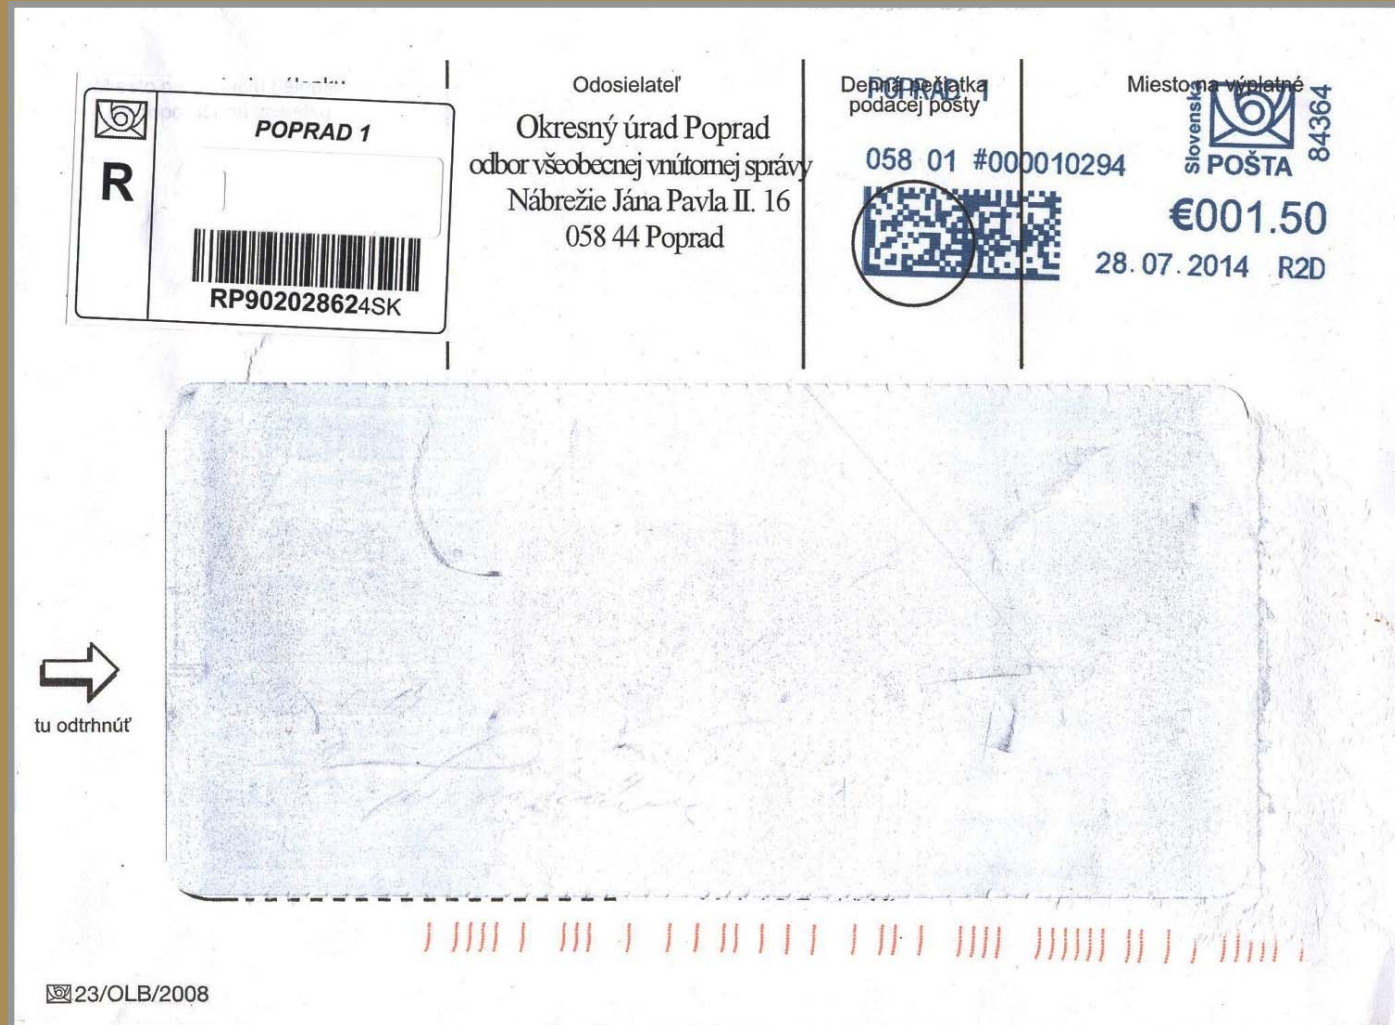 POPRAD 1
R
RP902028624SK
Odosielateľ
Okresný úrad Poprad
odbor všeobecnej vnútornej správy
Nábrežie Jána Pavla II. 16
058 44 Poprad
Denná pečiatka
podacej pošty
POPRAD 1
058 01 #000010294
Miesto na výplatné
Slovenská
POŠTA
84364
€001.50
28.07.2014 R2D
tu odtrhnúť
23/OLB/2008